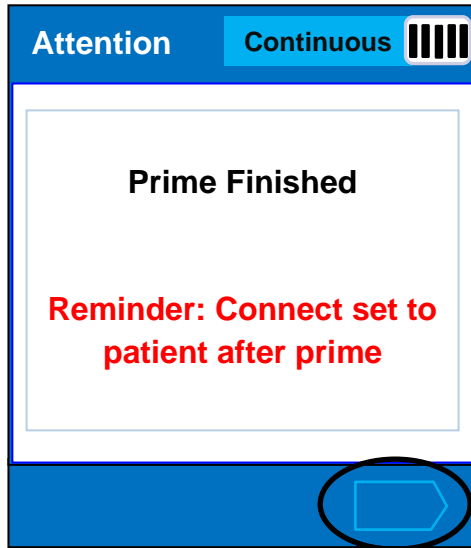 Attention
Continuous
Prime Finished
Reminder: Connect set to
patient after prime